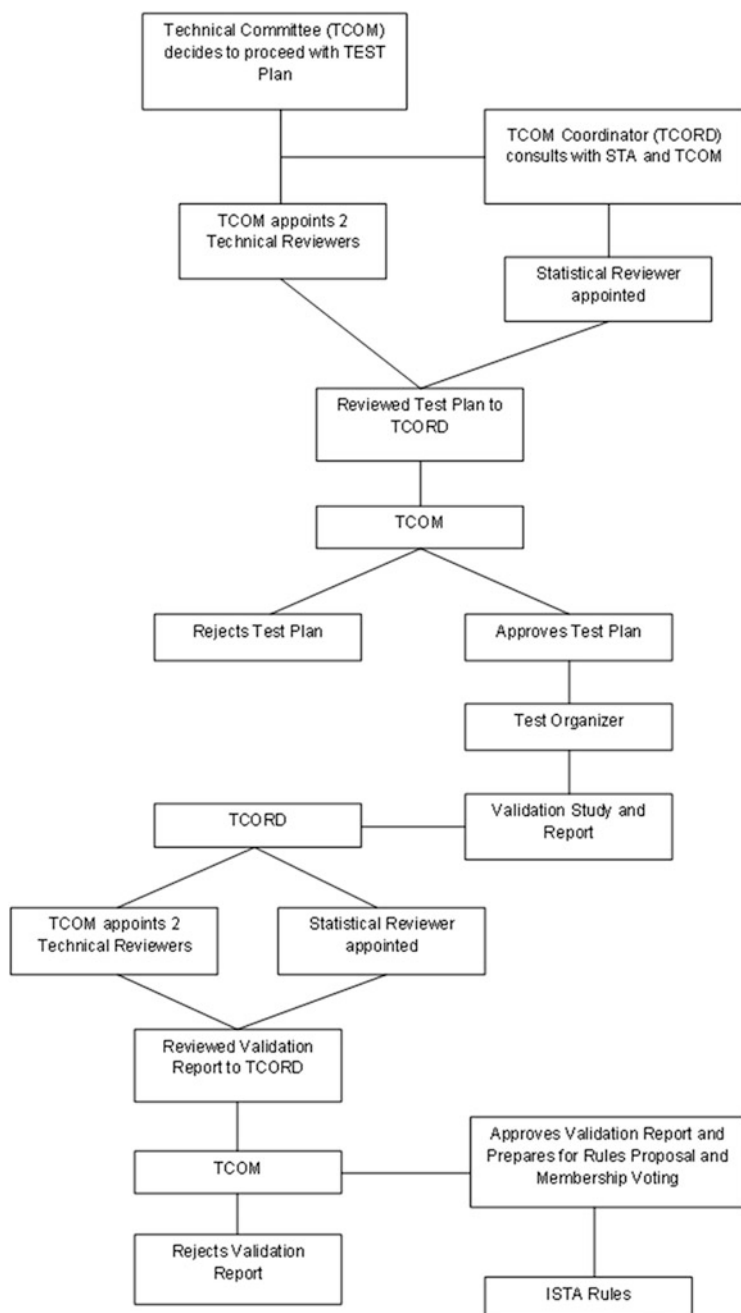 Technical Committee (TCOM)
decides to proceed with TEST
Plan
TCOM Coordinator (TCORD)
consults with STA and TCOM
TCOM appoints 2
Technical Reviewers
Statistical Reviewer
appointed
Reviewed Test Plan to
TCORD
TCOM
Rejects Test Plan
Approves Test Plan
Test Organizer
Validation Study and
Report
TCORD
TCOM appoints 2
Technical Reviewers
Statistical Reviewer
appointed
Reviewed Validation
Report to TCORD
TCOM
Approves Validation Report and
Prepares for Rules Proposal and
Membership Voting
Rejects Validation
Report
ISTA Rules